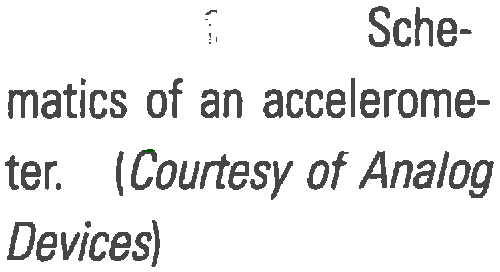 Sche-
matics of an accelerome-
ter. (Courtesy of Analog
Devices)